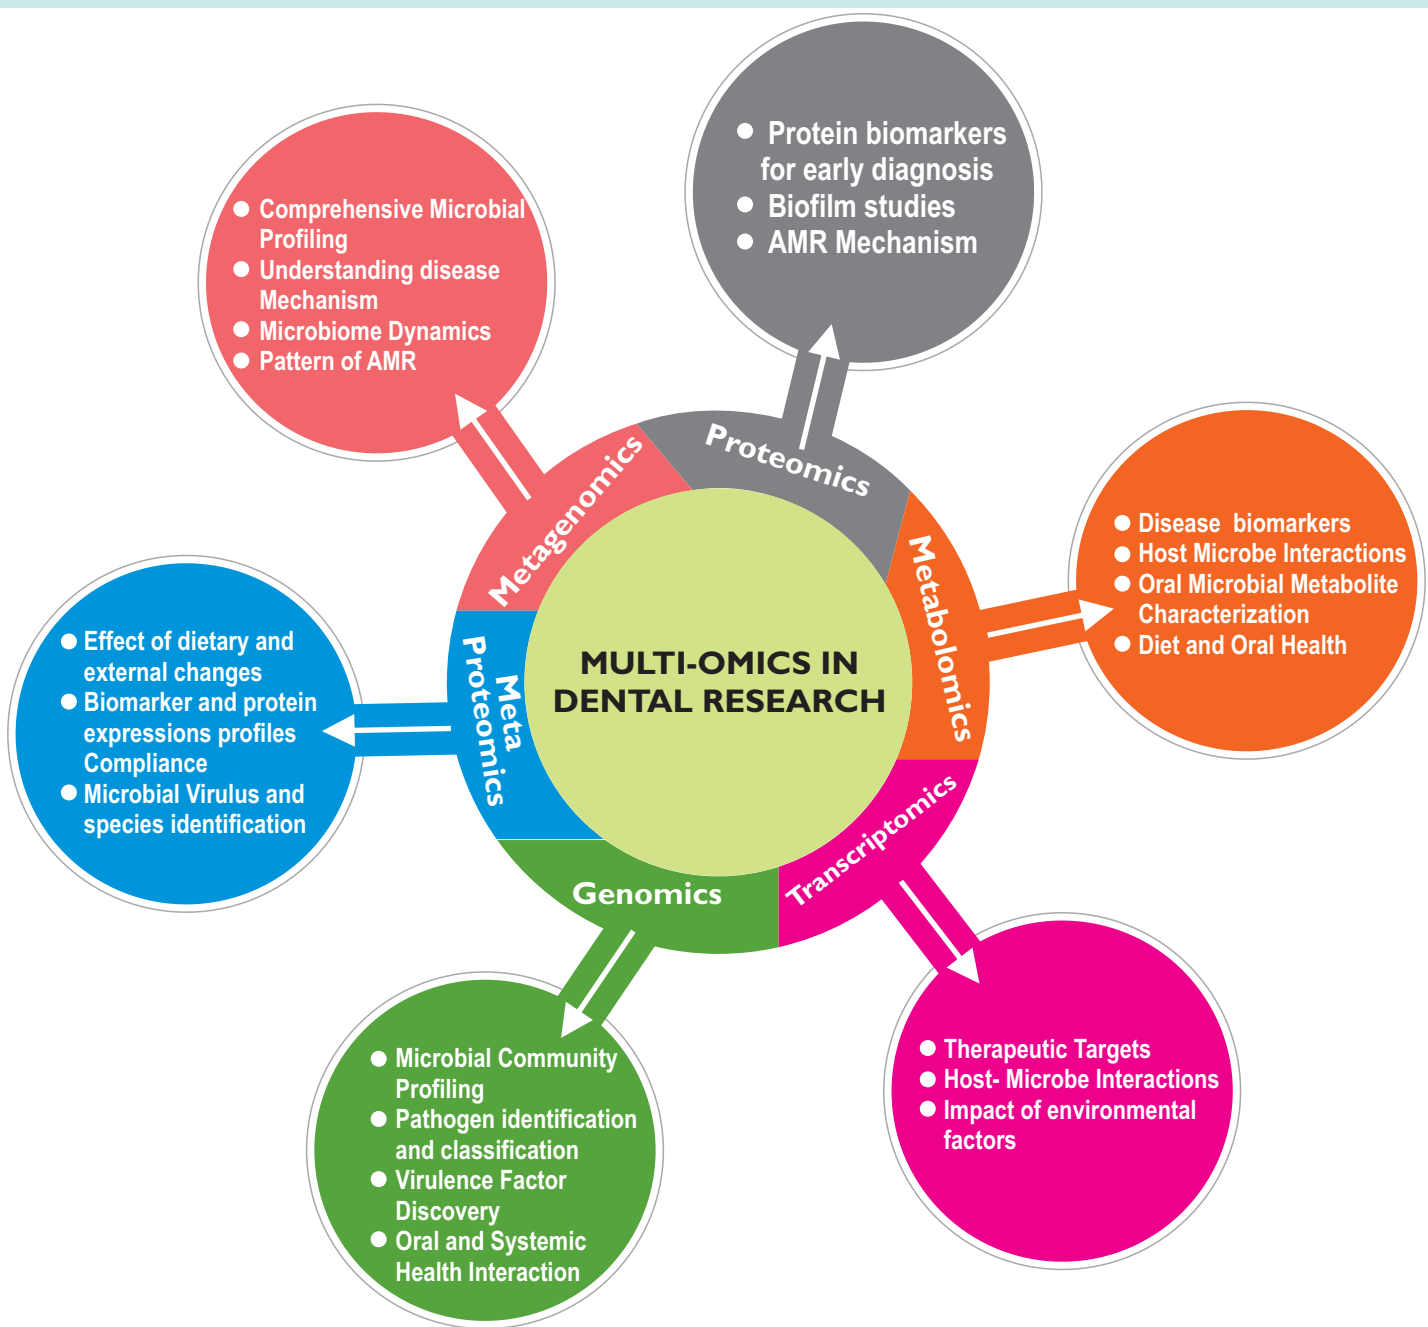 MULTI-OMICS IN
DENTAL RESEARCH
Proteomics
● Protein biomarkers
for early diagnosis
● Biofilm studies
● AMR Mechanism
Metabolomics
● Disease biomarkers
● Host Microbe Interactions
● Oral Microbial Metabolite
Characterization
● Diet and Oral Health
Transcriptomics
● Therapeutic Targets
● Host- Microbe Interactions
● Impact of environmental
factors
Genomics
● Microbial Community
Profiling
● Pathogen identification
and classification
● Virulence Factor
Discovery
● Oral and Systemic
Health Interaction
Meta
Proteomics
● Effect of dietary and
external changes
● Biomarker and protein
expressions profiles
Compliance
● Microbial Virulus and
species identification
Metagenomics
● Comprehensive Microbial
Profiling
● Understanding disease
Mechanism
● Microbiome Dynamics
● Pattern of AMR